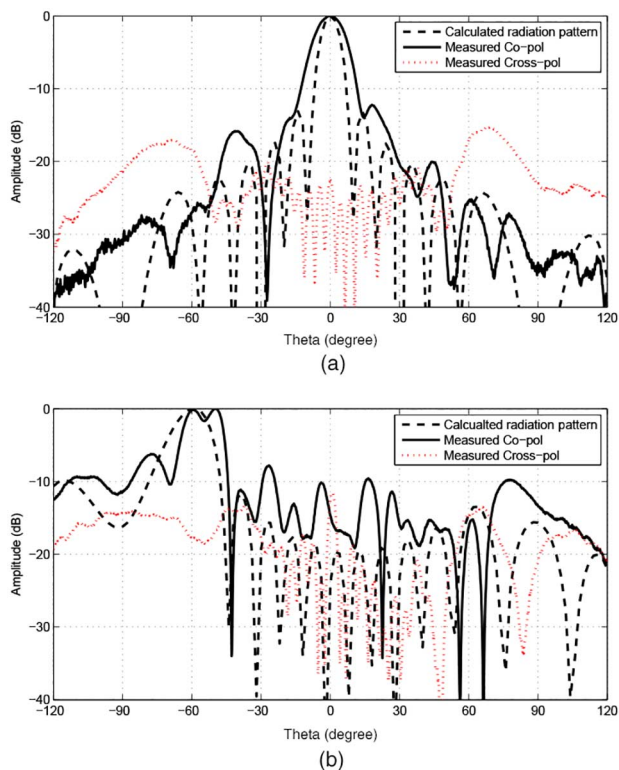 0
−10
−20
−30
−40
Amplitude (dB)
Calculated radiation pattern
Measured Co-pol
Measured Cross-pol
−120 −90 −60 −30 0 30 60 90 120
Theta (degree)
(a)
0
−10
−20
−30
−40
Amplitude (dB)
Calcualted radiation pattern
Measured Co-pol
Measured Cross-pol
−120 −90 −60 −30 0 30 60 90 120
Theta (degree)
(b)